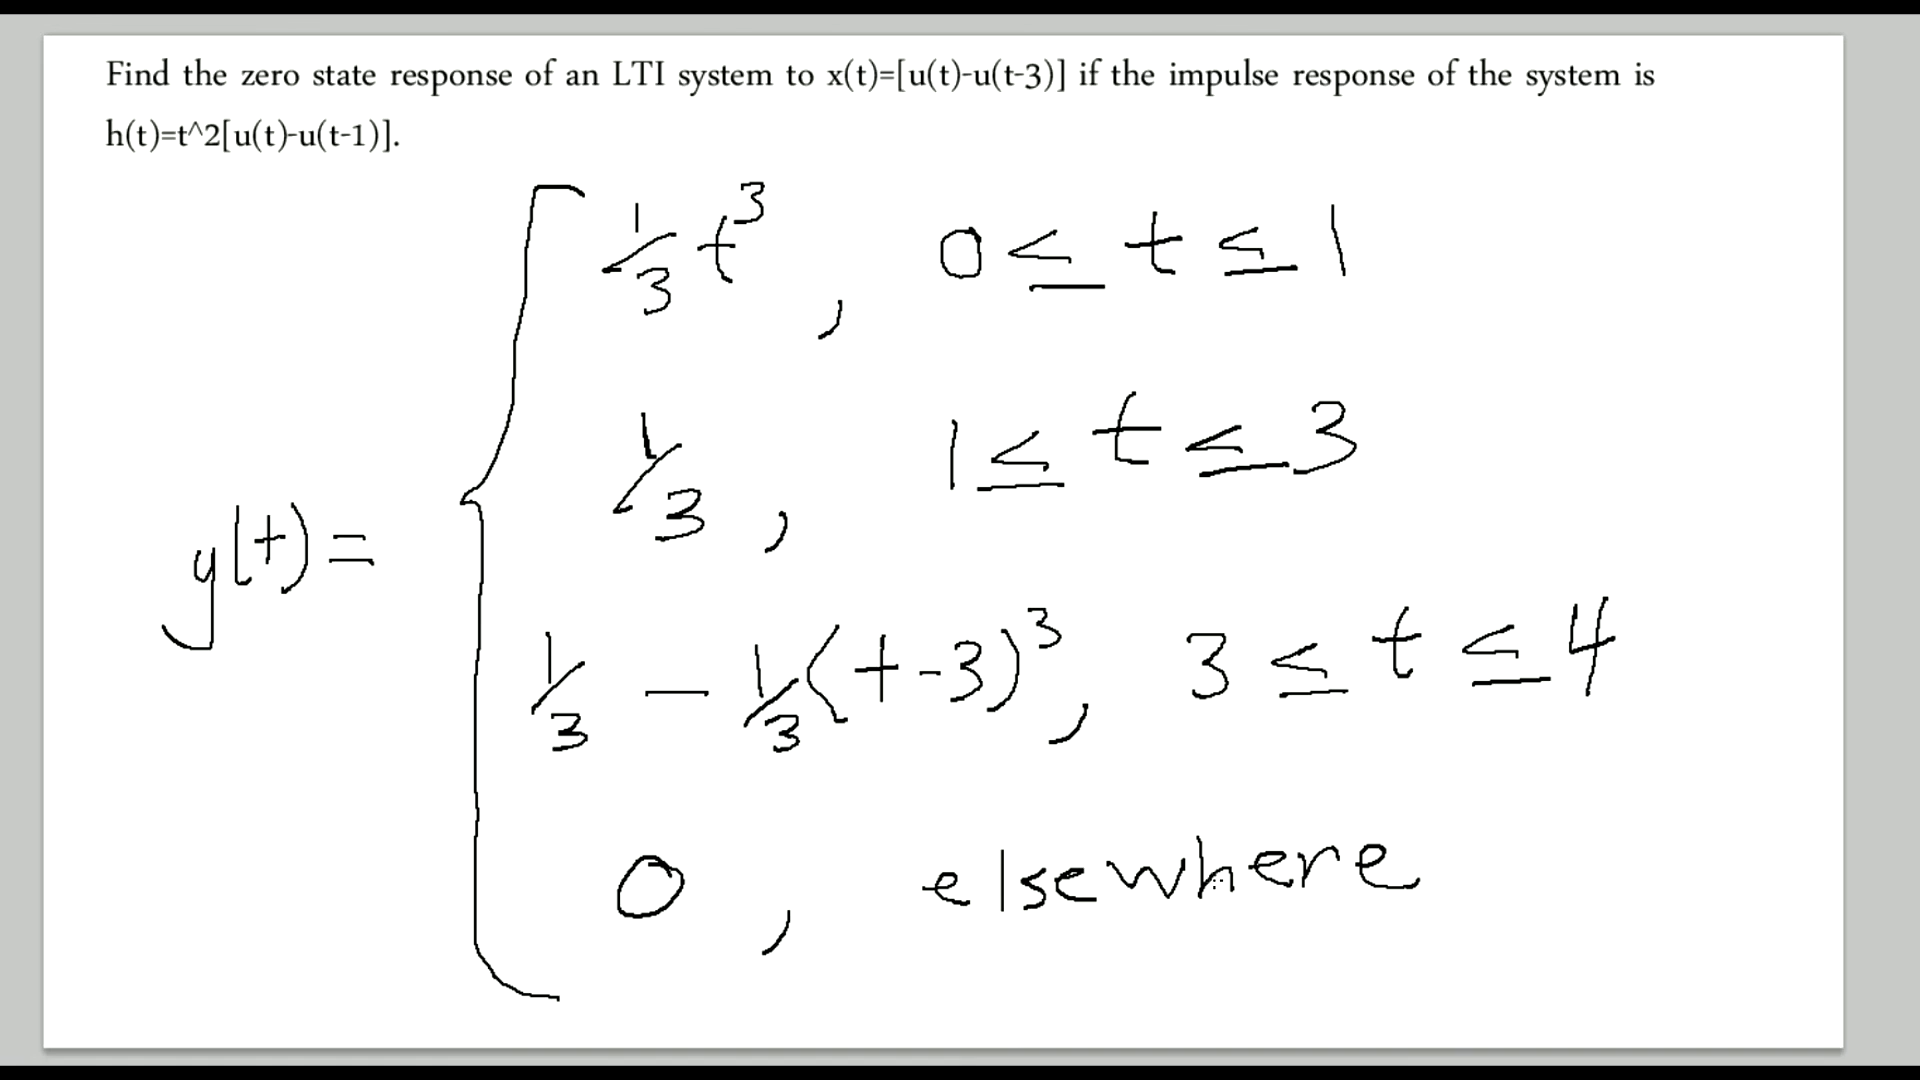 Find the zero state response of an LTI system to x(t)=[u(t)-u(t-3)] if the impulse response of the system is
h(t)=t^2[u(t)-u(t-1)].
1/3 t^3 , 0 ≤ t ≤ 1
1/3 , 1 ≤ t ≤ 3
y(t) =
1/3 - 1/3(t-3)^3 , 3 ≤ t ≤ 4
0 , elsewhere